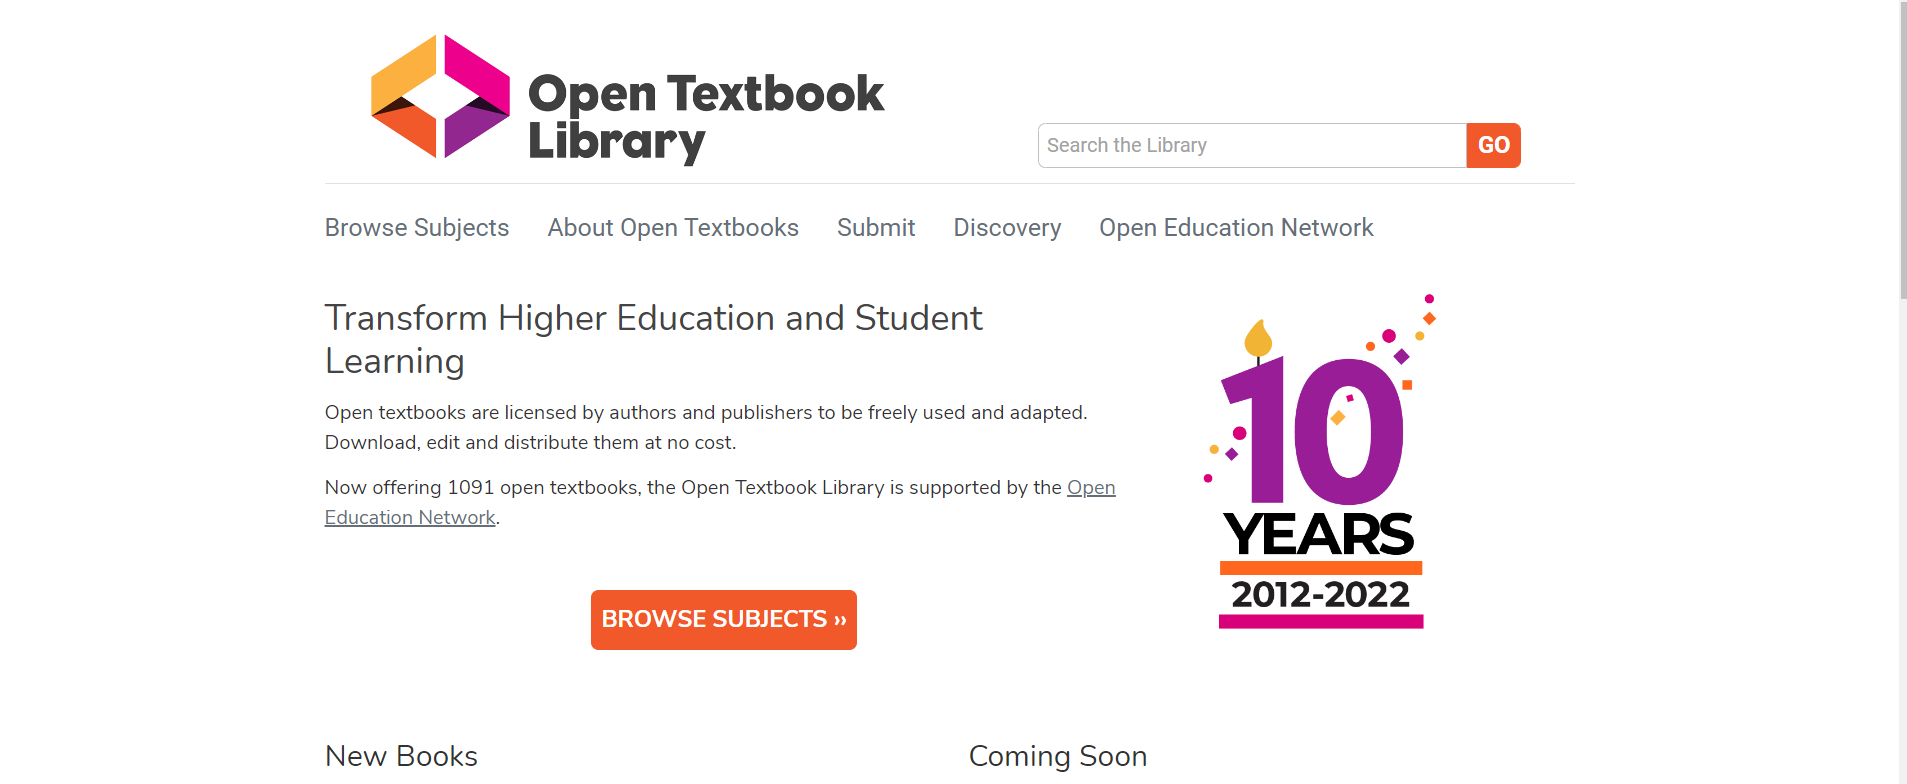 Open Textbook
Library
Search the Library
GO
Browse Subjects
About Open Textbooks
Submit
Discovery
Open Education Network
Transform Higher Education and Student
Learning
Open textbooks are licensed by authors and publishers to be freely used and adapted.
Download, edit and distribute them at no cost.
Now offering 1091 open textbooks, the Open Textbook Library is supported by the Open
Education Network.
BROWSE SUBJECTS ››
10
YEARS
2012-2022
New Books
Coming Soon